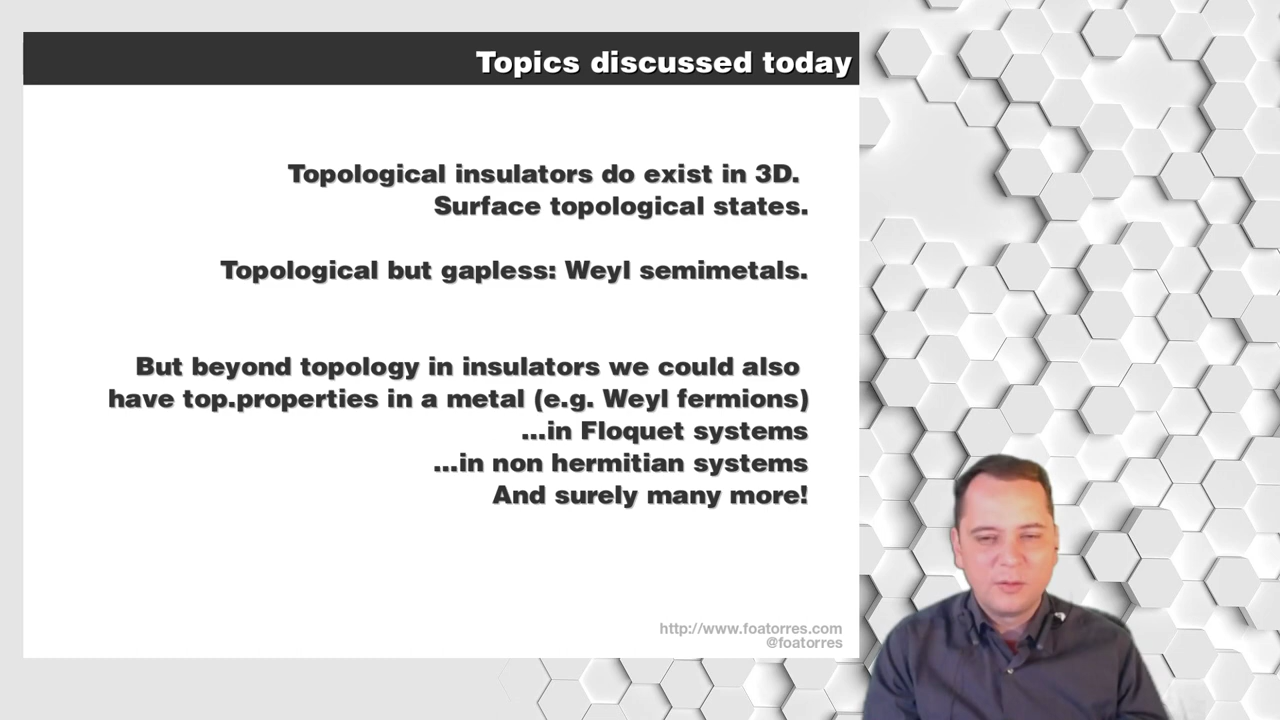 Topics discussed today
Topological insulators do exist in 3D.
Surface topological states.
Topological but gapless: Weyl semimetals.
But beyond topology in insulators we could also
have top.properties in a metal (e.g. Weyl fermions)
...in Floquet systems
...in non hermitian systems
And surely many more!
http://www.foatorres.com
@foatorres